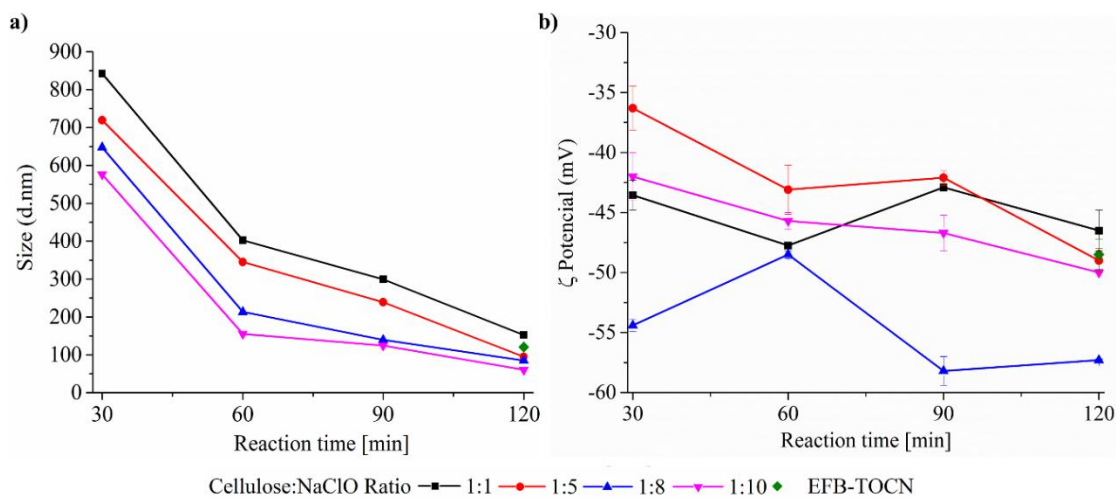 a)
900
800
700
600
500
400
300
200
100
0
Size (d.nm)
30 60 90 120
Reaction time [min]
b)
-30
-35
-40
-45
-50
-55
-60
ζ Potencial (mV)
30 60 90 120
Reaction time [min]
Cellulose:NaClO Ratio 1:1 1:5 1:8 1:10 EFB-TOCN